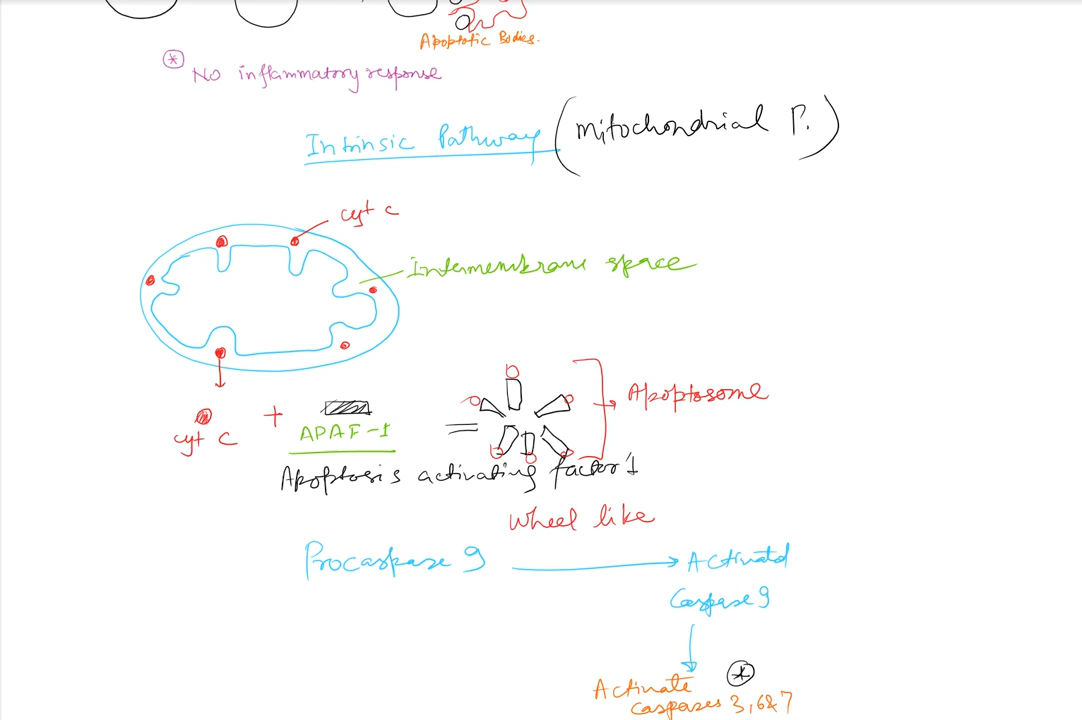 Apoptotic Bodies.
* No inflammatory response
Intrinsic Pathway (mitochondrial P.)
cyt c
Intermembrane space
Apoptosome
cyt c + APAF-1 =
Apoptosis activating factor 1
Wheel like
Procaspase 9 → Activated
Caspase 9
Activate *
caspases 3, 6 & 7